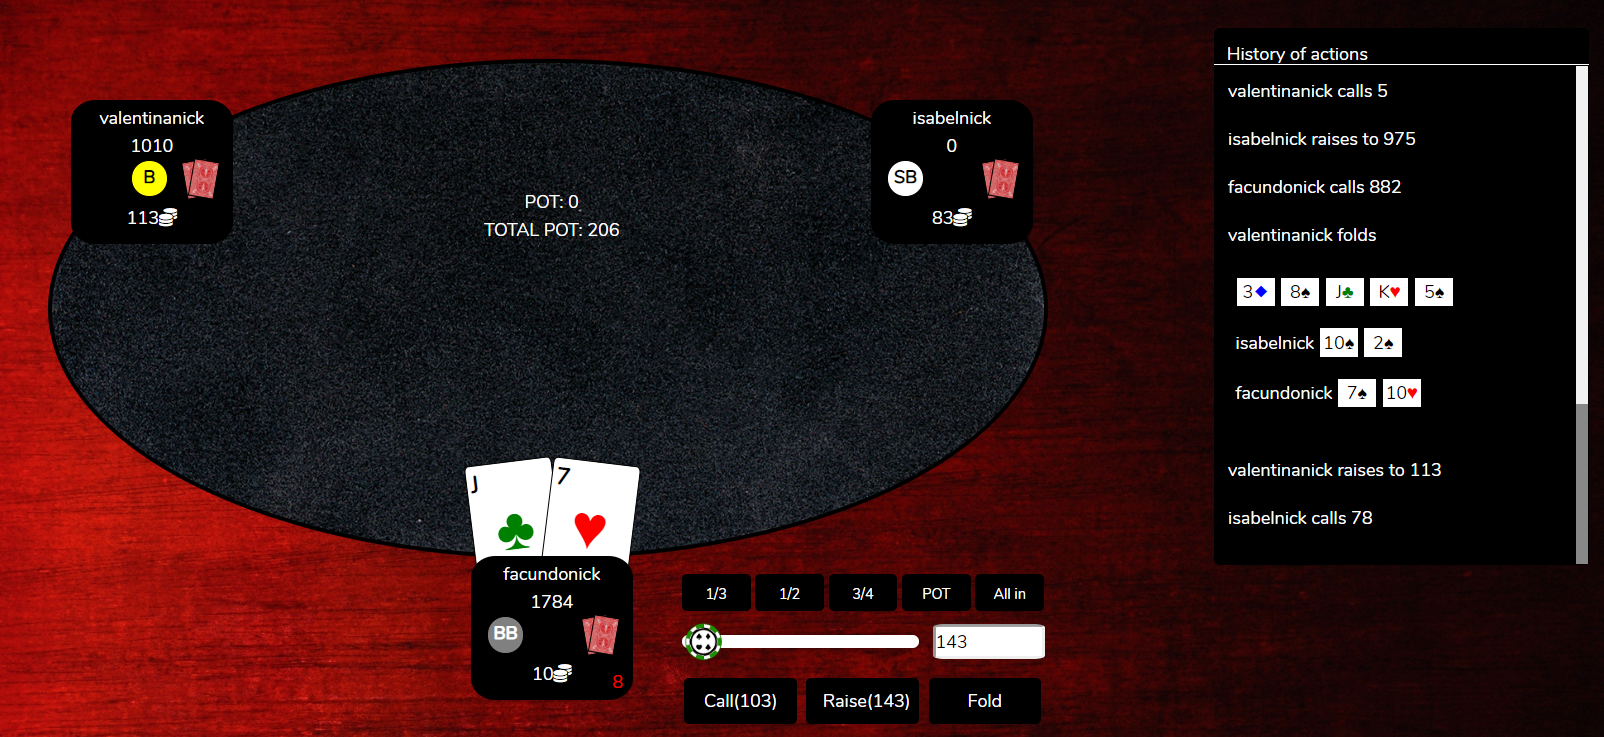 valentinanick
1010
B
113
isabelnick
0
SB
83
POT: 0
TOTAL POT: 206
J
7
facundonick
1784
BB
10
8
1/3
1/2
3/4
POT
All in
143
Call(103)
Raise(143)
Fold
History of actions
valentinanick calls 5
isabelnick raises to 975
facundonick calls 882
valentinanick folds
3♦ 8♠ J♣ K♥ 5♠
isabelnick 10♠ 2♠
facundonick 7♠ 10♥
valentinanick raises to 113
isabelnick calls 78